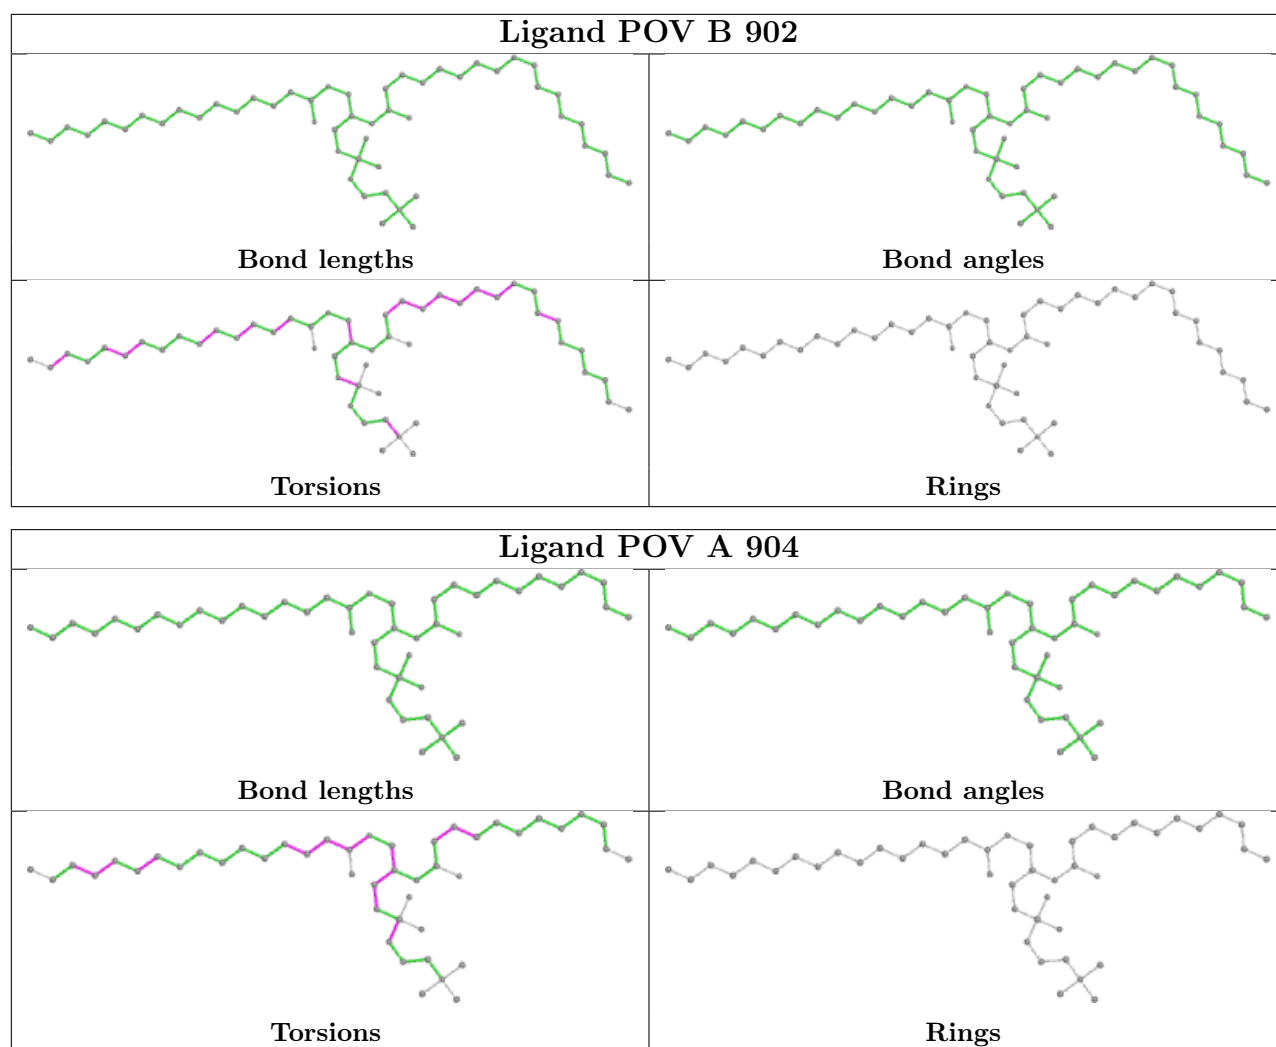 Ligand POV B 902
Bond lengths
Bond angles
Torsions
Rings
Ligand POV A 904
Bond lengths
Bond angles
Torsions
Rings